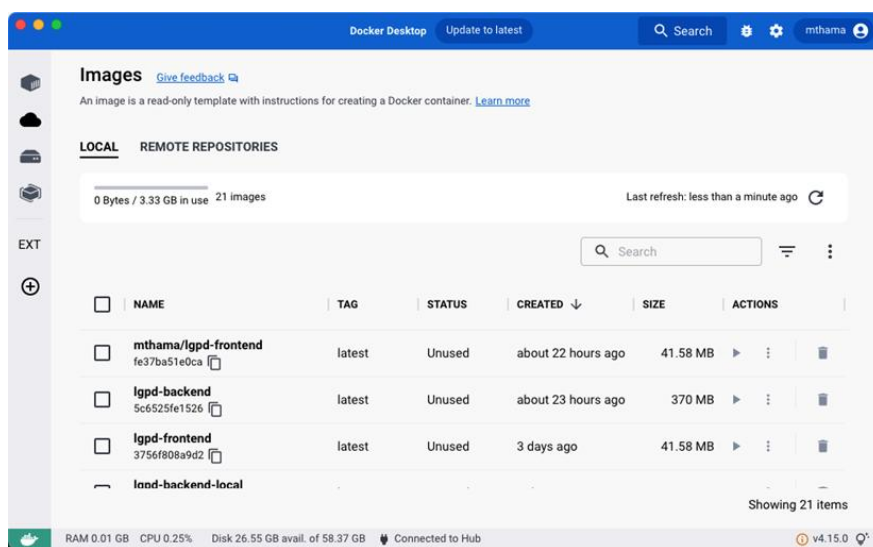 Docker Desktop Update to latest Search mthama
Images Give feedback
An image is a read-only template with instructions for creating a Docker container. Learn more
LOCAL REMOTE REPOSITORIES
0 Bytes / 3.33 GB in use 21 images Last refresh: less than a minute ago
EXT
Search
NAME TAG STATUS CREATED SIZE ACTIONS
mthama/lgpd-frontend
fe37ba51e0ca latest Unused about 22 hours ago 41.58 MB
lgpd-backend
5c6525fe1526 latest Unused about 23 hours ago 370 MB
lgpd-frontend
3756f808a9d2 latest Unused 3 days ago 41.58 MB
lgpd-backend-local
Showing 21 items
RAM 0.01 GB CPU 0.25% Disk 26.55 GB avail. of 58.37 GB Connected to Hub v4.15.0